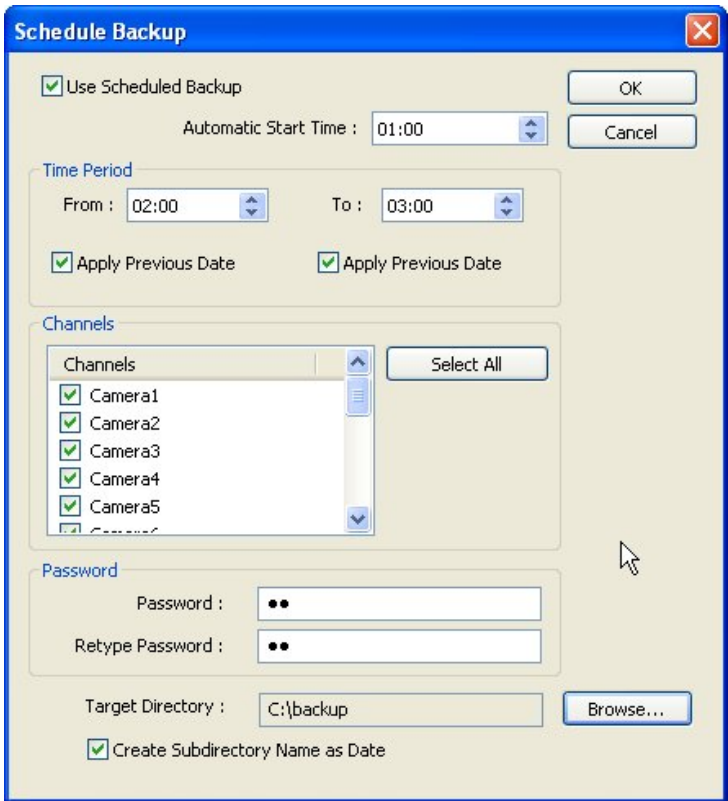 Schedule Backup
Use Scheduled Backup
OK
Automatic Start Time : 01:00
Cancel
Time Period
From : 02:00 To : 03:00
Apply Previous Date Apply Previous Date
Channels
Channels
Select All
Camera1
Camera2
Camera3
Camera4
Camera5
Password
Password : ●●
Retype Password : ●●
Target Directory : C:\backup Browse...
Create Subdirectory Name as Date